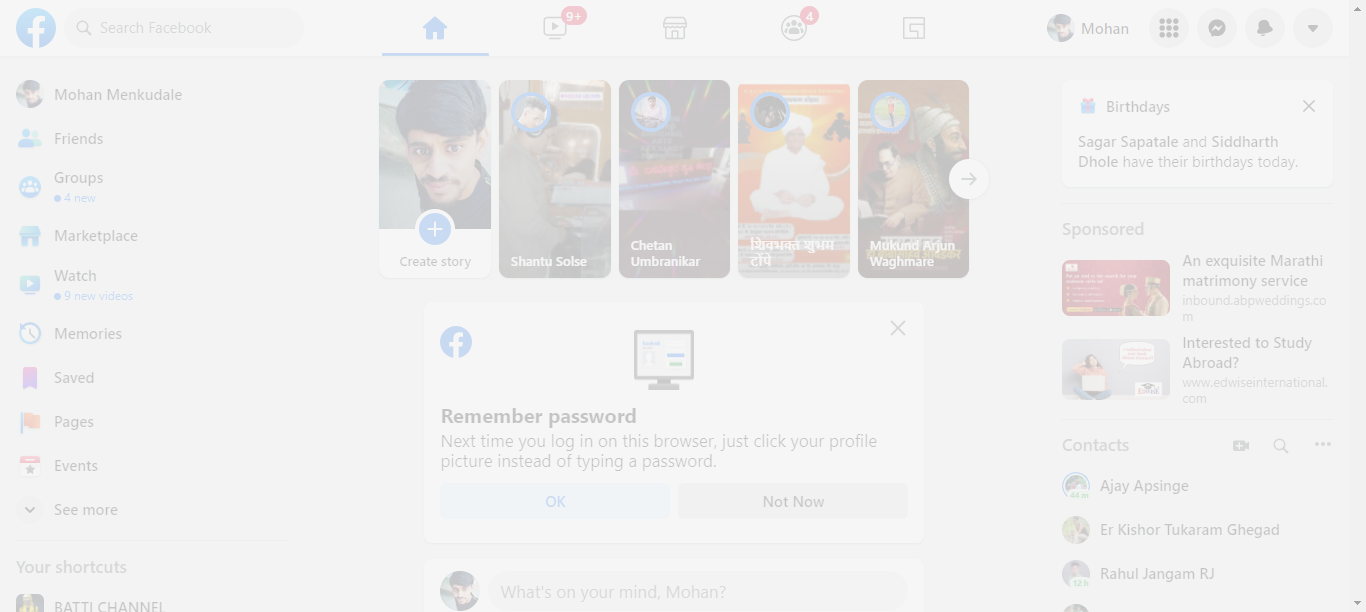 Search Facebook
9+
4
Mohan
Mohan Menkudale
Friends
Groups
4 new
Marketplace
Watch
9 new videos
Memories
Saved
Pages
Events
See more
Your shortcuts
BATTI CHANNEL
Create story
Shantu Solse
Chetan
Umbranikar
शिवभक्त शुभम
टोंपे
Mukund Arjun
Waghmare
Remember password
Next time you log in on this browser, just click your profile
picture instead of typing a password.
OK
Not Now
What's on your mind, Mohan?
Birthdays
Sagar Sapatale and Siddharth
Dhole have their birthdays today.
Sponsored
An exquisite Marathi
matrimony service
inbound.abpweddings.co
m
Interested to Study
Abroad?
www.edwiseinternational.
com
Contacts
Ajay Apsinge
44 m
Er Kishor Tukaram Ghegad
Rahul Jangam RJ
12 h